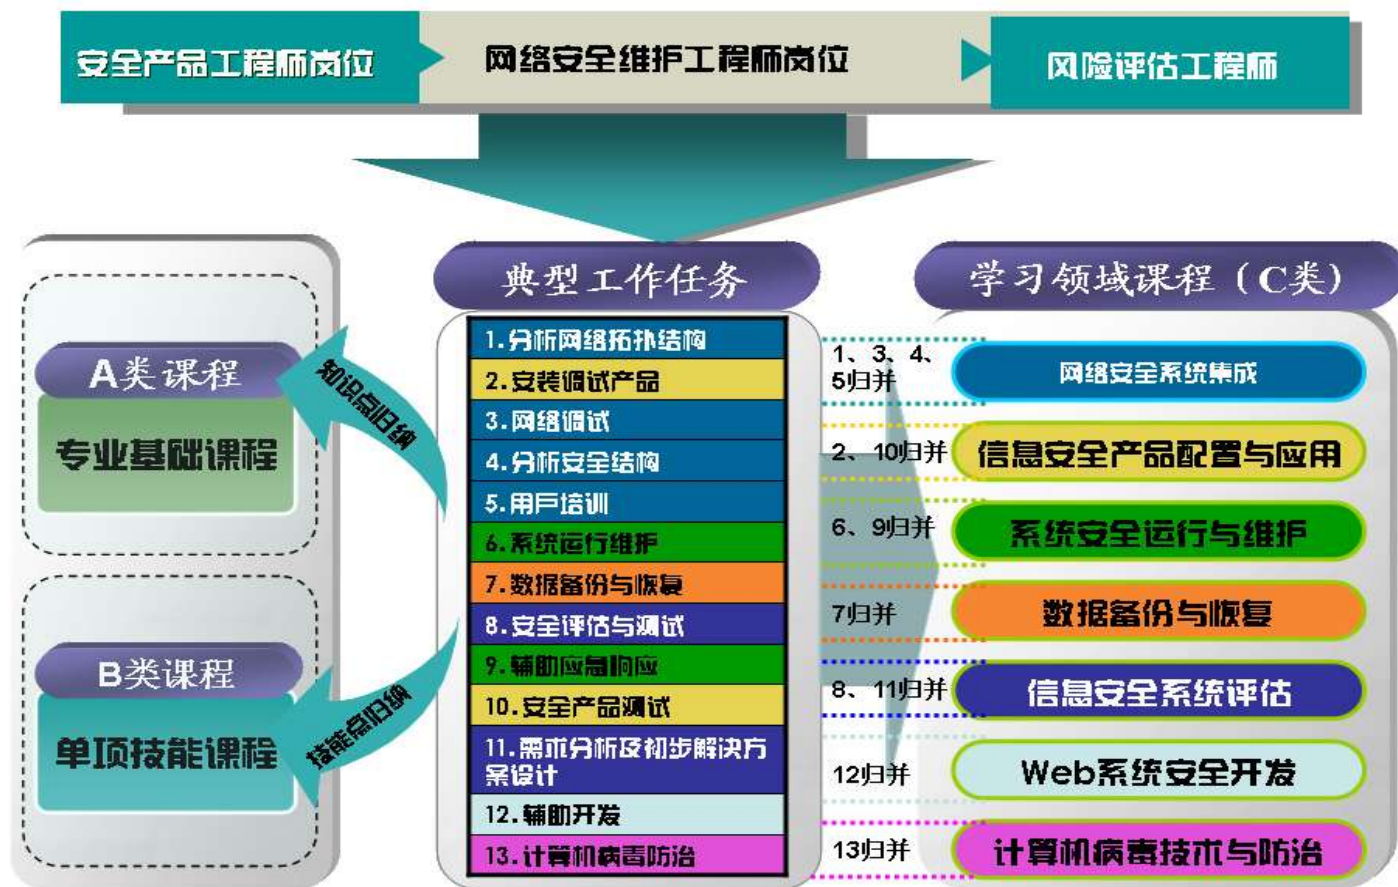 安全产品工程师岗位
网络安全维护工程师岗位
风险评估工程师
A类课程
专业基础课程
知识点归纳
B类课程
单项技能课程
技能点归纳
典型工作任务
1.分析网络拓扑结构
2.安装调试产品
3.网络调试
4.分析安全结构
5.用戶培训
6.系统运行维护
7.数据备份与恢复
8.安全评估与测试
9.辅助应急响应
10.安全产品测试
11.需求分析及初步解决方
案设计
12.辅助开发
13.计算机病毒防治
1、3、4、
5归并
2、10归并
6、9归并
7归并
8、11归并
12归并
13归并
学习领域课程（C类）
网络安全系统集成
信息安全产品配置与应用
系统安全运行与维护
数据备份与恢复
信息安全系统评估
Web系统安全开发
计算机病毒技术与防治